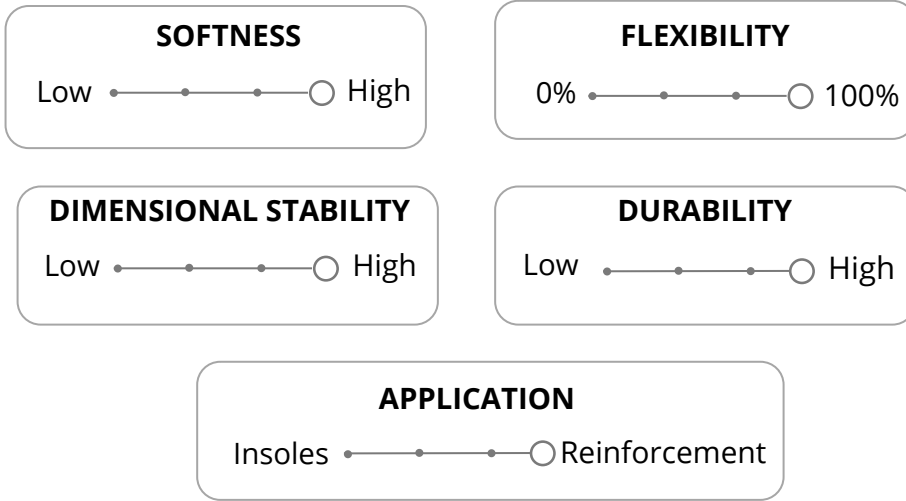 SOFTNESS
Low High
FLEXIBILITY
0% 100%
DIMENSIONAL STABILITY
Low High
DURABILITY
Low High
APPLICATION
Insoles Reinforcement